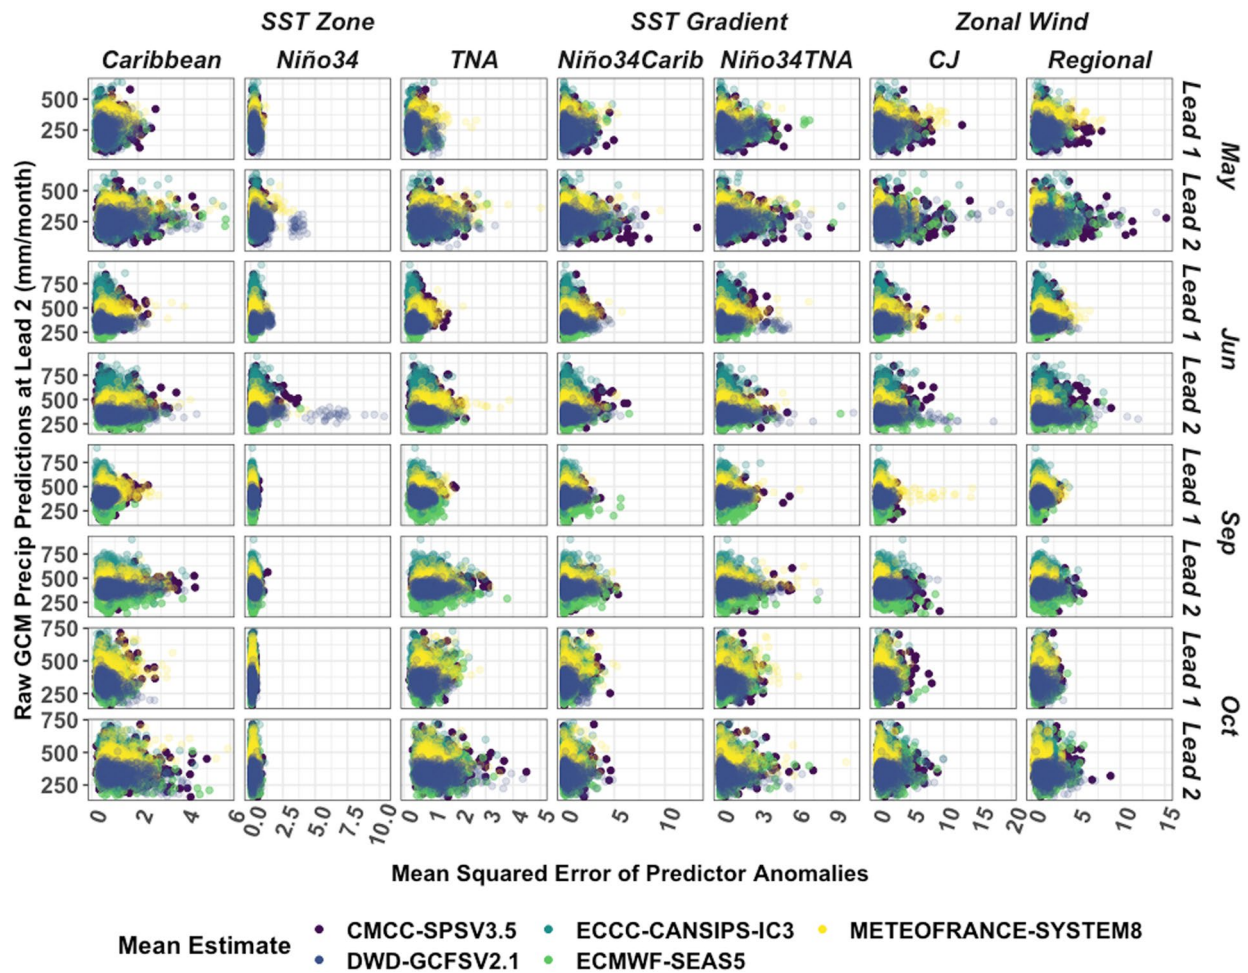 SST Zone SST Gradient Zonal Wind
Caribbean Niño34 TNA Niño34Carib Niño34TNA CJ Regional
Raw GCM Precip Predictions at Lead 2 (mm/month)
500
250
Lead 1
May
500
250
Lead 2
750
500
250
Lead 1
Jun
750
500
250
Lead 2
750
500
250
Lead 1
Sep
750
500
250
Lead 2
750
500
250
Lead 1
Oct
750
500
250
Lead 2
0 2 4 6 0.0 2.5 5.0 7.5 10.0 0 1 2 3 4 5 0 5 10 0 3 6 9 0 5 10 15 20 0 5 10 15
Mean Squared Error of Predictor Anomalies
Mean Estimate
CMCC-SPSV3.5 ECCC-CANSIPS-IC3 METEOFRANCE-SYSTEM8
DWD-GCFSV2.1 ECMWF-SEAS5